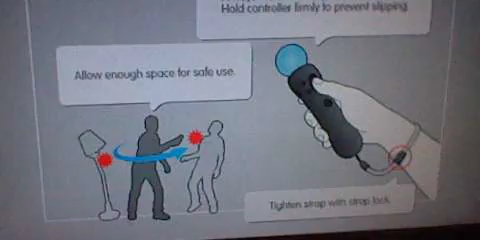 Hold controller firmly to prevent slipping.
Allow enough space for safe use.
Tighten strap with strap lock.